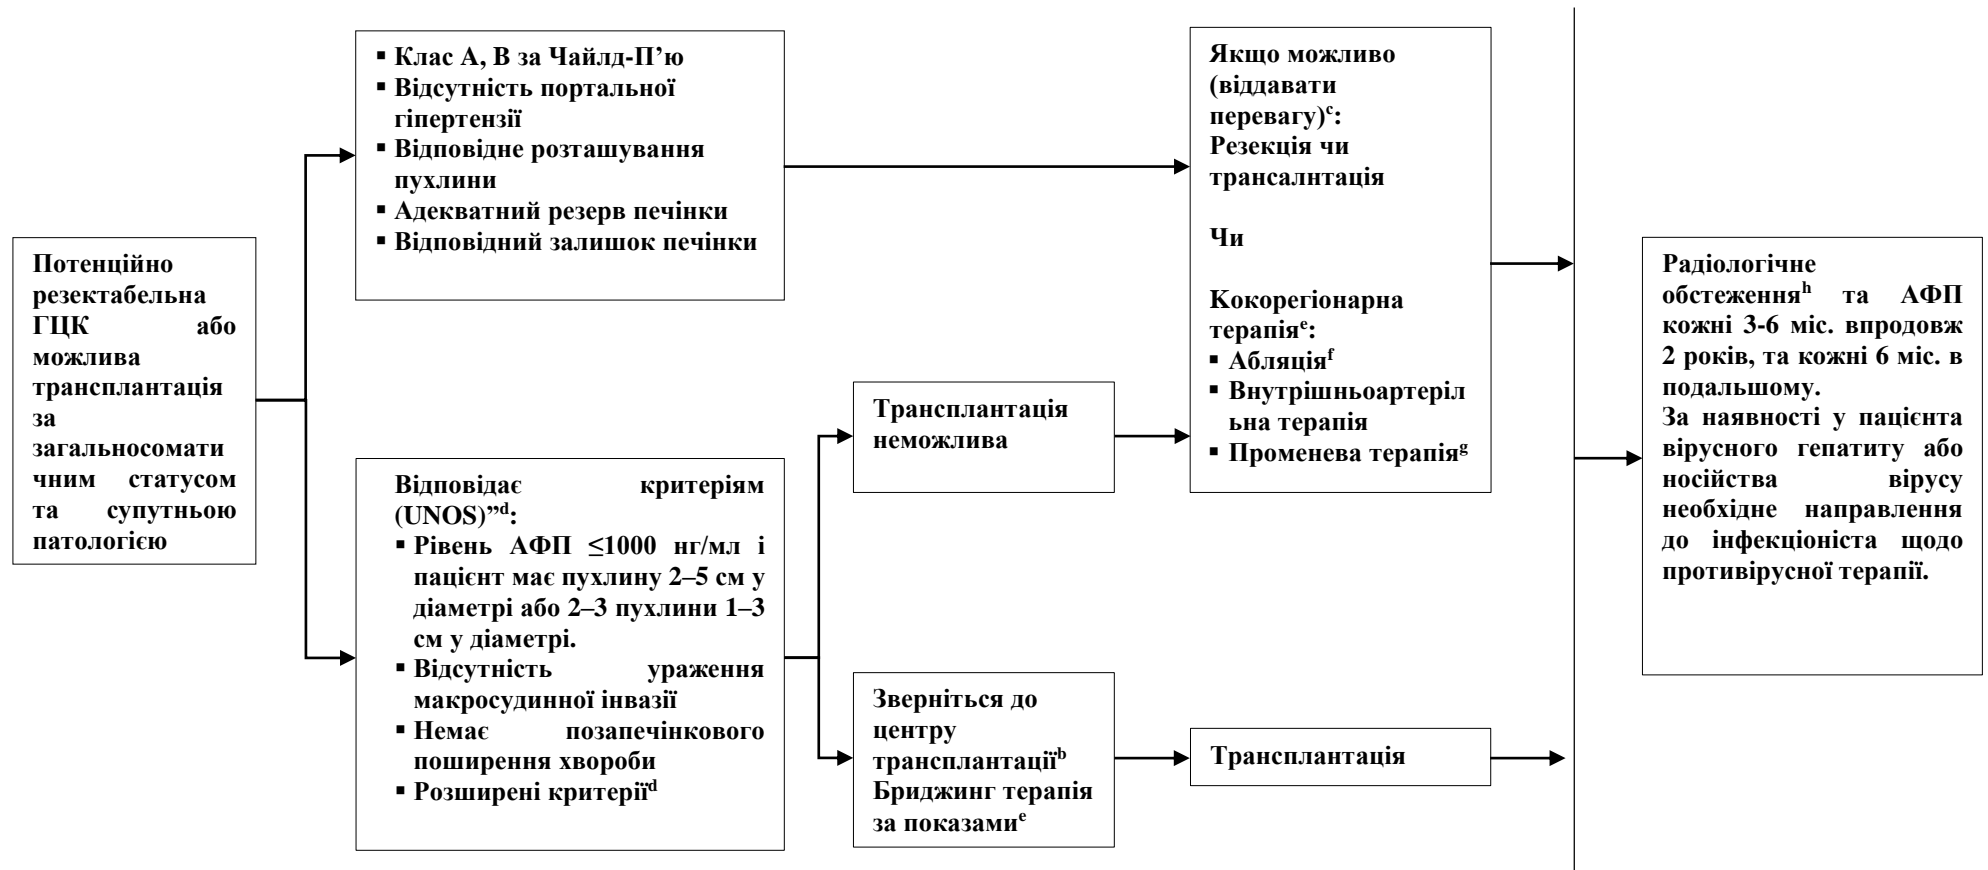 Потенційно
резектабельна
ГЦК або
можлива
трансплантація
за
загальносомати
чним статусом
та супутньою
патологією
▪ Клас А, В за Чайлд-П’ю
▪ Відсутність портальної
гіпертензії
▪ Відповідне розташування
пухлини
▪ Адекватний резерв печінки
▪ Відповідний залишок печінки
Відповідає критеріям
(UNOS)”ᵈ:
▪ Рівень АФП ≤1000 нг/мл і
пацієнт має пухлину 2–5 см у
діаметрі або 2–3 пухлини 1–3
см у діаметрі.
▪ Відсутність ураження
макросудинної інвазії
▪ Немає позапечінкового
поширення хвороби
▪ Розширені критеріїᵈ
Трансплантація
неможлива
Зверніться до
центру
трансплантаціїᵇ
Бриджинг терапія
за показамиᵉ
Якщо можливо
(віддавати
перевагу)ᶜ:
Резекція чи
трансалнтація
Чи
Кокорегіонарна
терапіяᵉ:
▪ Абляціяᶠ
▪ Внутрішньоартеріл
ьна терапія
▪ Променева терапіяᵍ
Трансплантація
Радіологічне
обстеженняʰ та АФП
кожні 3-6 міс. впродовж
2 років, та кожні 6 міс. в
подальшому.
За наявності у пацієнта
вірусного гепатиту або
носійства вірусу
необхідне направлення
до інфекціоніста щодо
противірусної терапії.